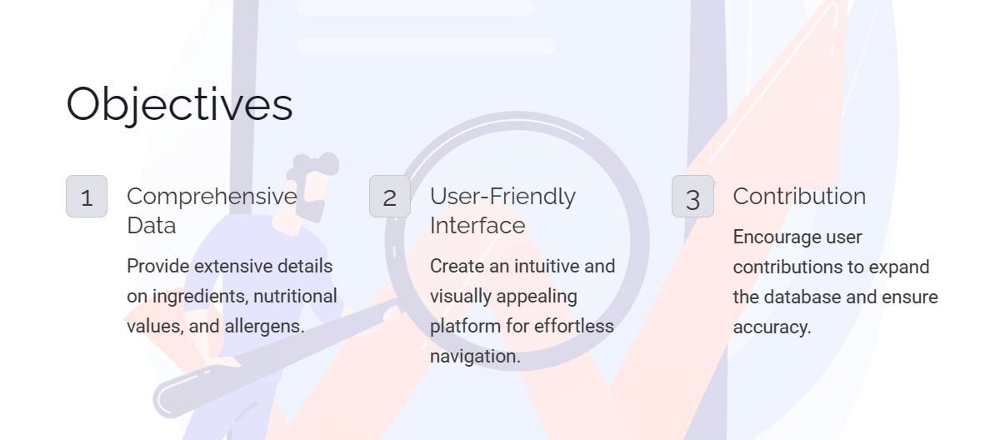 Objectives
1
Comprehensive
Data
Provide extensive details
on ingredients, nutritional
values, and allergens.
2
User-Friendly
Interface
Create an intuitive and
visually appealing
platform for effortless
navigation.
3
Contribution
Encourage user
contributions to expand
the database and ensure
accuracy.